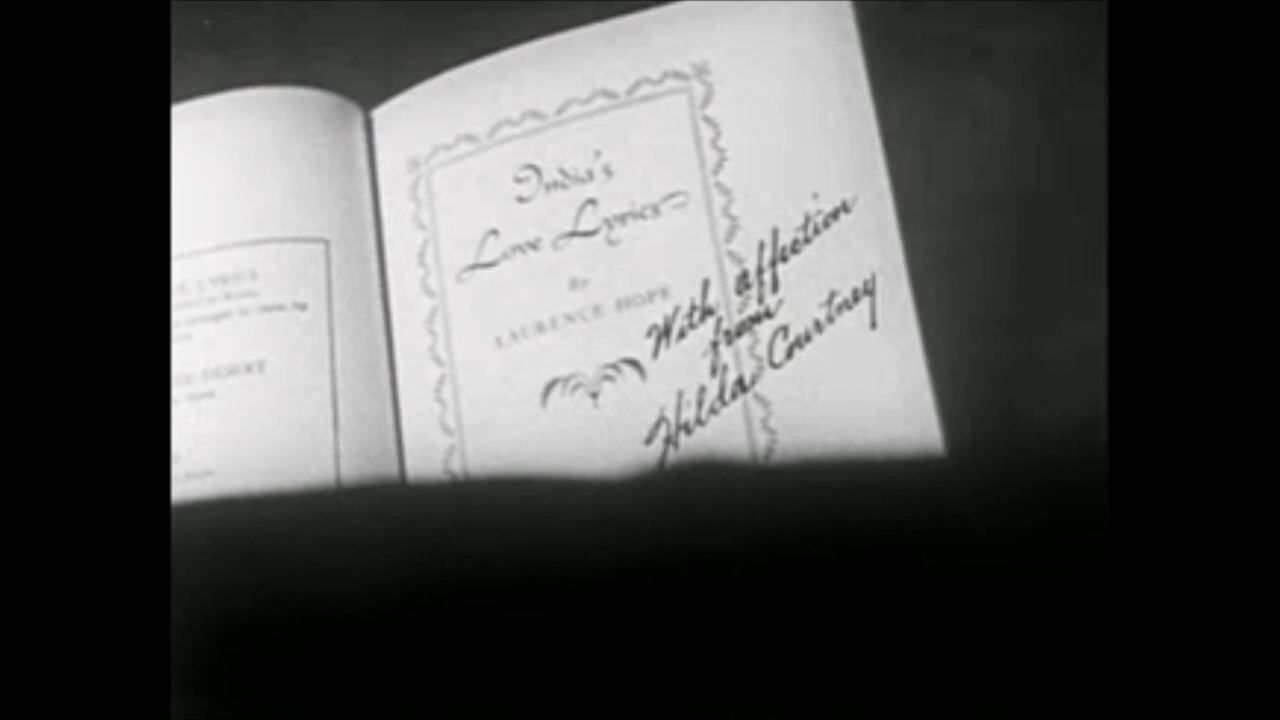 India's
Love Lyrics
By
LAURENCE HOPE
With affection
from
Hilda Courtney